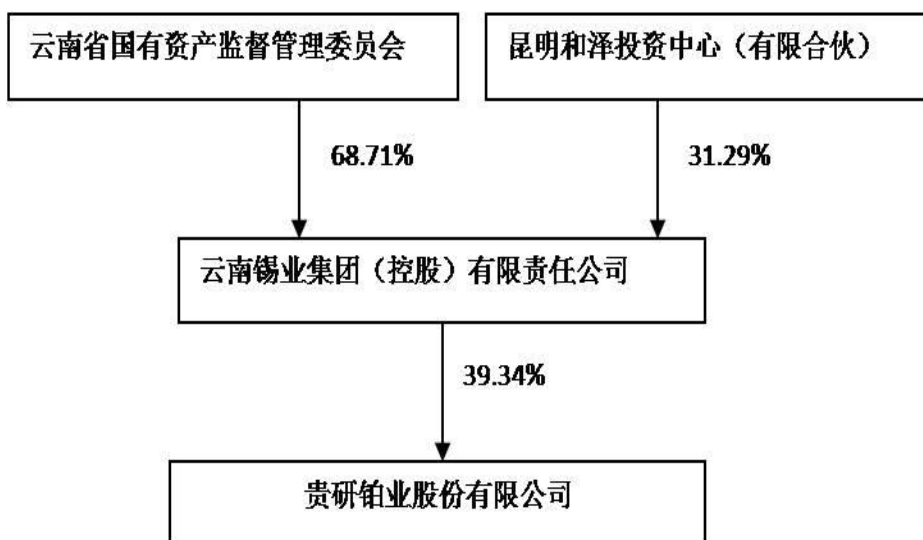 云南省国有资产监督管理委员会
昆明和泽投资中心（有限合伙）
68.71%
31.29%
云南锡业集团（控股）有限责任公司
39.34%
贵研铂业股份有限公司